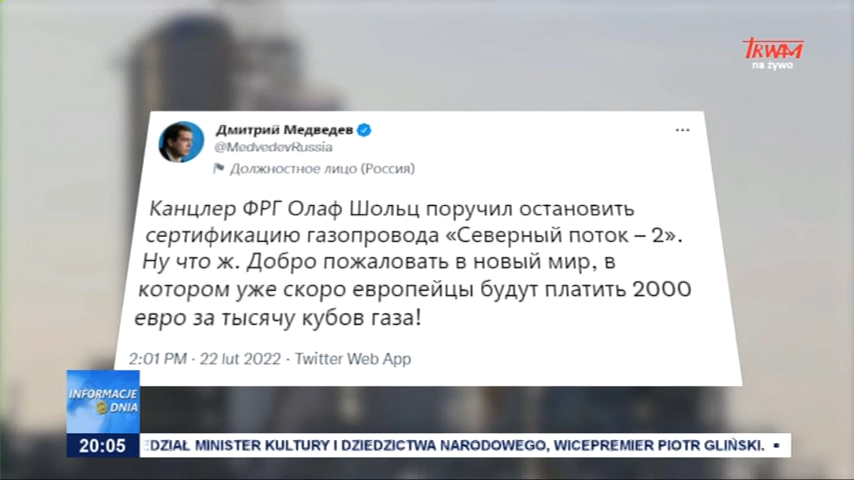 TRWAM
na żywo
Дмитрий Медведев
@MedvedevRussia
Должностное лицо (Россия)
Канцлер ФРГ Олаф Шольц поручил остановить
сертификацию газопровода «Северный поток – 2».
Ну что ж. Добро пожаловать в новый мир, в
котором уже скоро европейцы будут платить 2000
евро за тысячу кубов газа!
2:01 PM · 22 lut 2022 · Twitter Web App
INFORMACJE
DNIA
20:05 EDZIAŁ MINISTER KULTURY I DZIEDZICTWA NARODOWEGO, WICEPREMIER PIOTR GLIŃSKI.